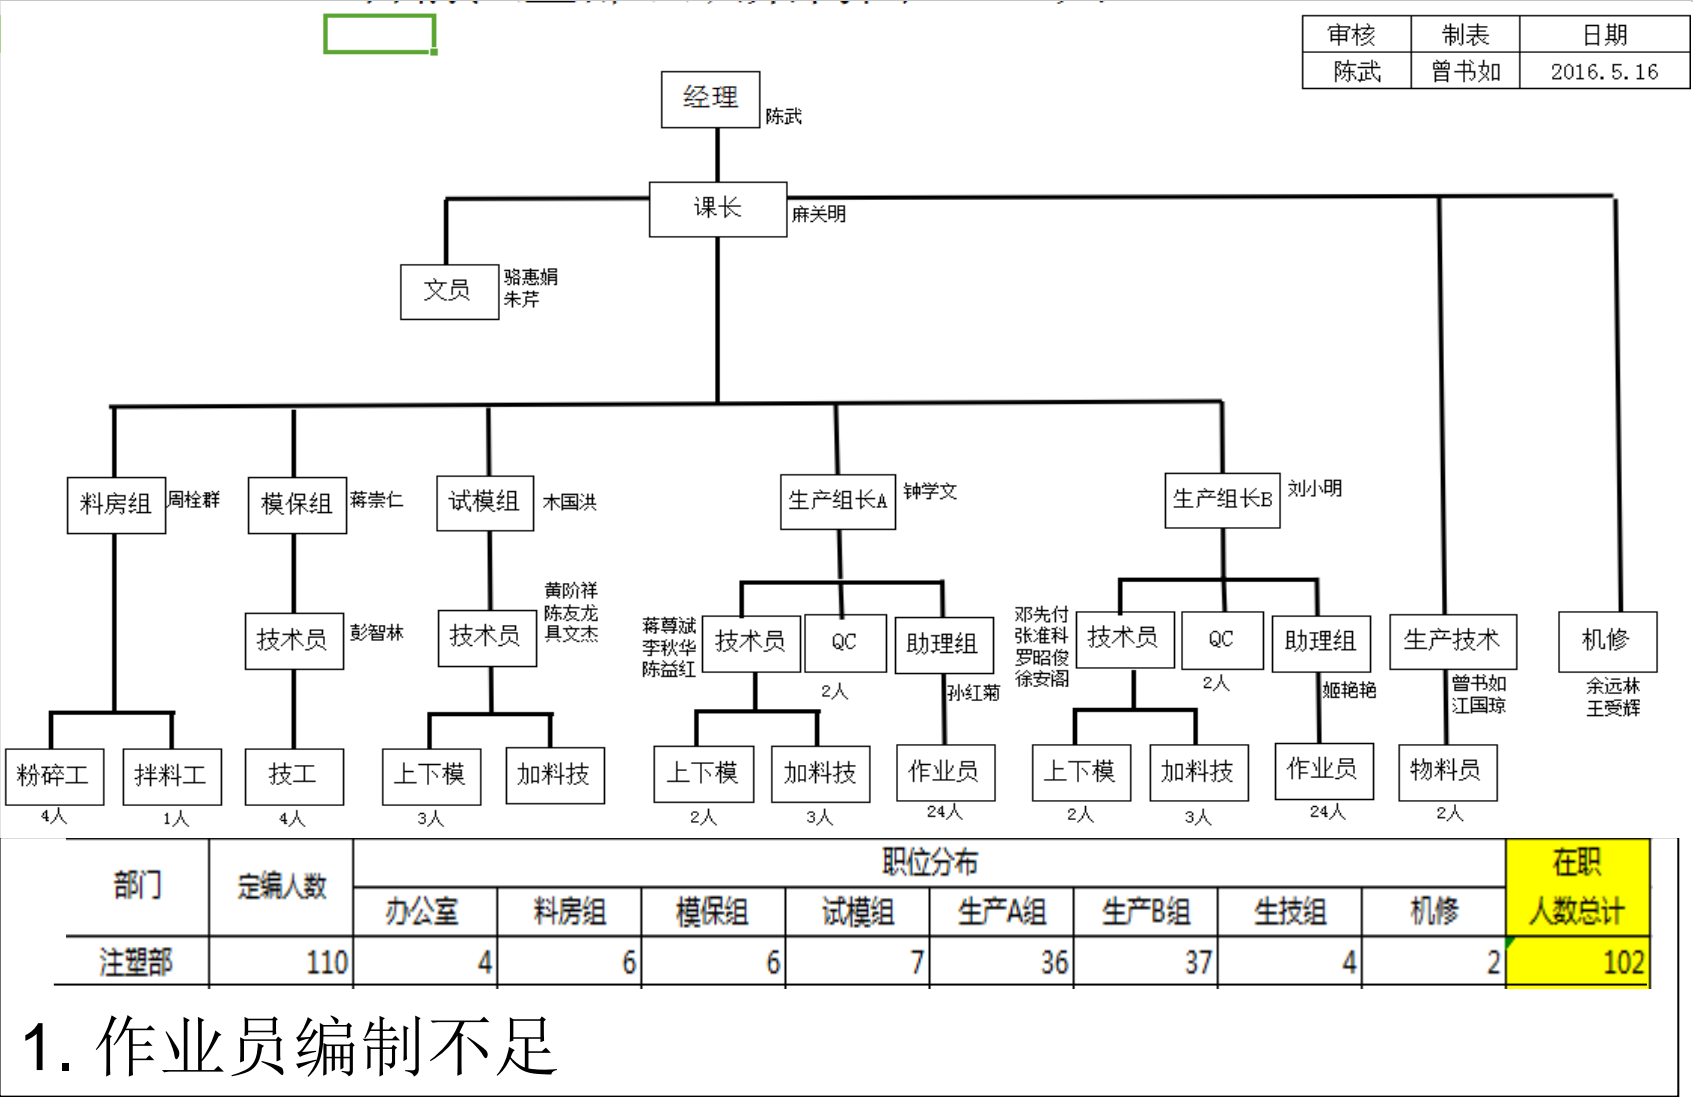 审核 制表 日期
陈武 曾书如 2016.5.16
经理
陈武
课长
麻关明
文员
骆惠娟
朱芹
料房组
周栓群
模保组
蒋崇仁
试模组
木国洪
生产组长A
钟学文
生产组长B
刘小明
技术员
彭智林
技术员
黄阶祥
陈友龙
具文杰
蒋尊斌
李秋华
陈益红
技术员
QC
2人
助理组
孙红菊
邓先付
张准科
罗昭俊
徐安阁
技术员
QC
2人
助理组
姬艳艳
生产技术
曾书如
江国琼
机修
余远林
王受辉
粉碎工
4人
拌料工
1人
技工
4人
上下模
3人
加料技
上下模
2人
加料技
3人
作业员
24人
上下模
2人
加料技
3人
作业员
24人
物料员
2人
部门 定编人数 职位分布 在职人数总计
办公室 料房组 模保组 试模组 生产A组 生产B组 生技组 机修
注塑部 110 4 6 6 7 36 37 4 2 102
1. 作业员编制不足